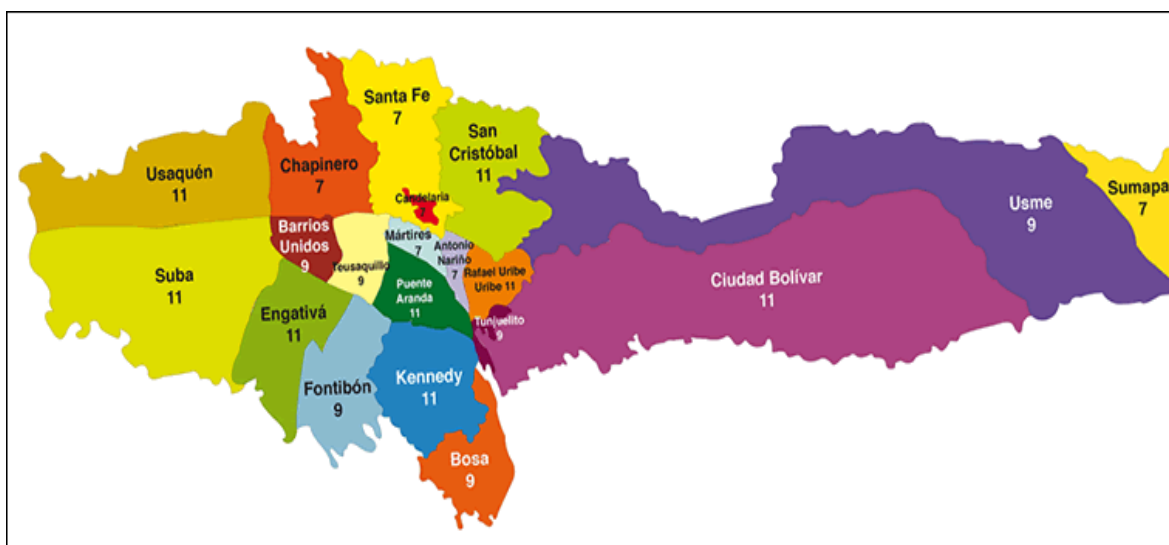 Santa Fe
7
San
Cristóbal
11
Usaquén
11
Chapinero
7
Sumapa
7
Candelaria
7
Usme
9
Barrios
Unidos
9
Mártires
7
Antonio
Nariño
7
Teusaquillo
9
Rafael Uribe
Uribe 11
Suba
11
Ciudad Bolívar
11
Puente
Aranda
11
Engativá
11
Tunjuelito
9
Fontibón
9
Kennedy
11
Bosa
9